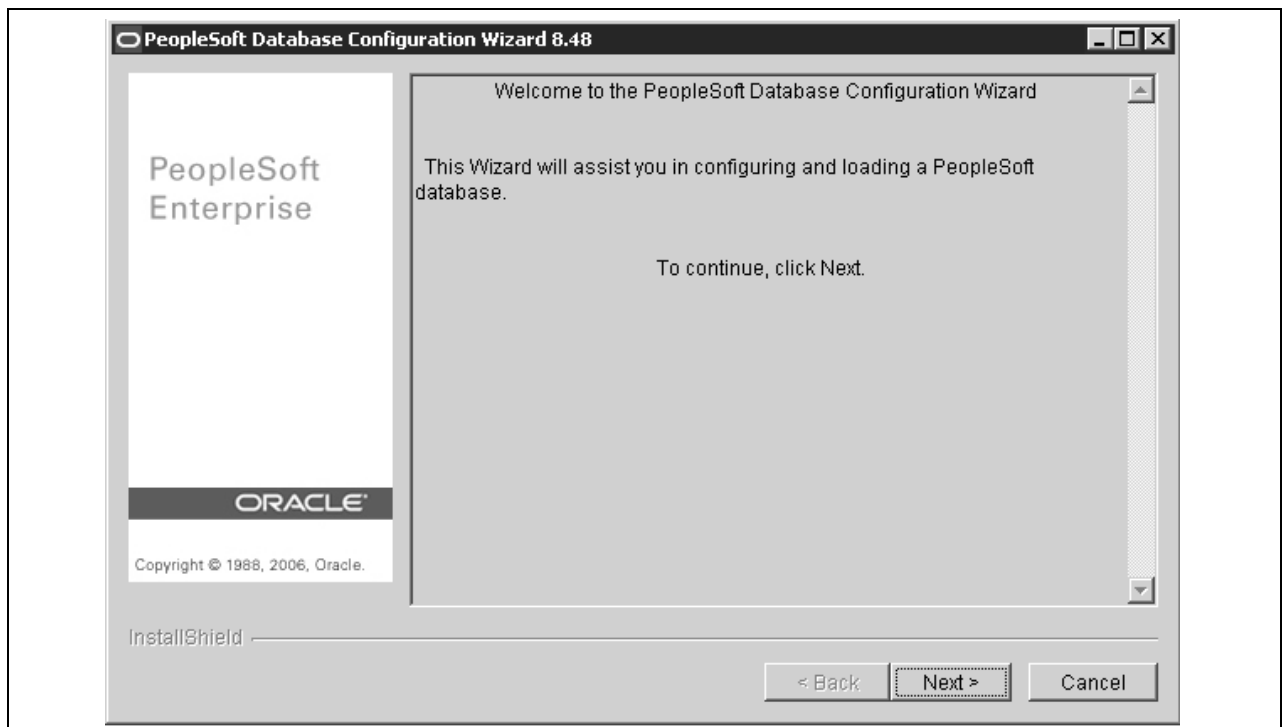 PeopleSoft Database Configuration Wizard 8.48
PeopleSoft
Enterprise
ORACLE®
Copyright © 1988, 2006, Oracle.
Welcome to the PeopleSoft Database Configuration Wizard
This Wizard will assist you in configuring and loading a PeopleSoft
database.
To continue, click Next.
InstallShield
< Back
Next >
Cancel